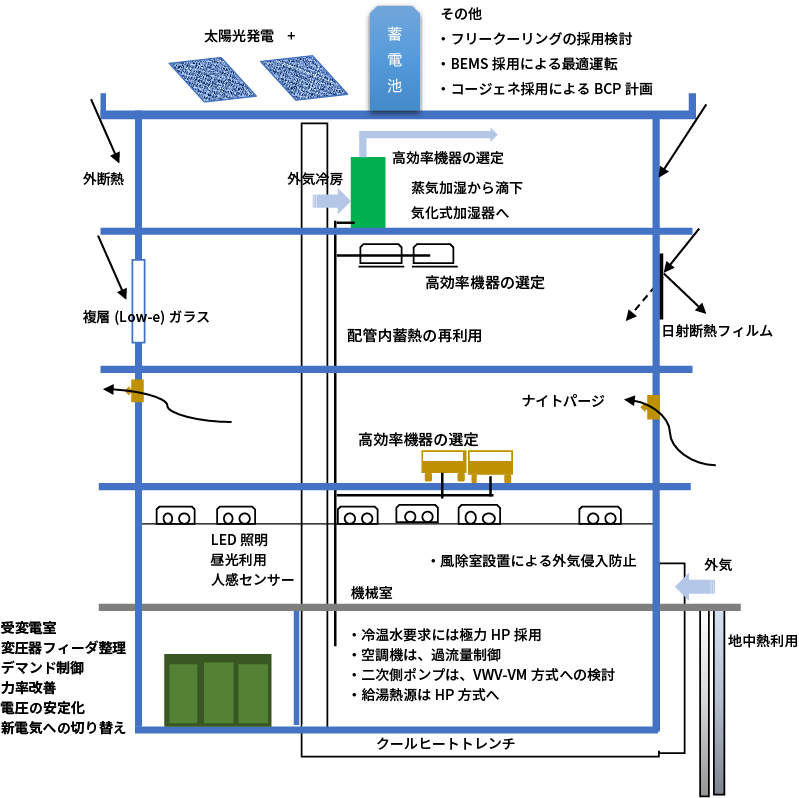 太陽光発電 +
蓄
電
池
その他
・フリークーリングの採用検討
・BEMS 採用による最適運転
・コージェネ採用による BCP 計画
外断熱
外気冷房
高効率機器の選定
蒸気加湿から滴下
気化式加湿器へ
高効率機器の選定
複層 (Low-e) ガラス
配管内蓄熱の再利用
日射断熱フィルム
ナイトパージ
高効率機器の選定
LED 照明
昼光利用
人感センサー
・風除室設置による外気侵入防止
外気
機械室
受変電室
変圧器フィーダ整理
デマンド制御
力率改善
電圧の安定化
新電気への切り替え
・冷温水要求には極力 HP 採用
・空調機は、過流量制御
・二次側ポンプは、VWV-VM 方式への検討
・給湯熱源は HP 方式へ
地中熱利用
クールヒートトレンチ